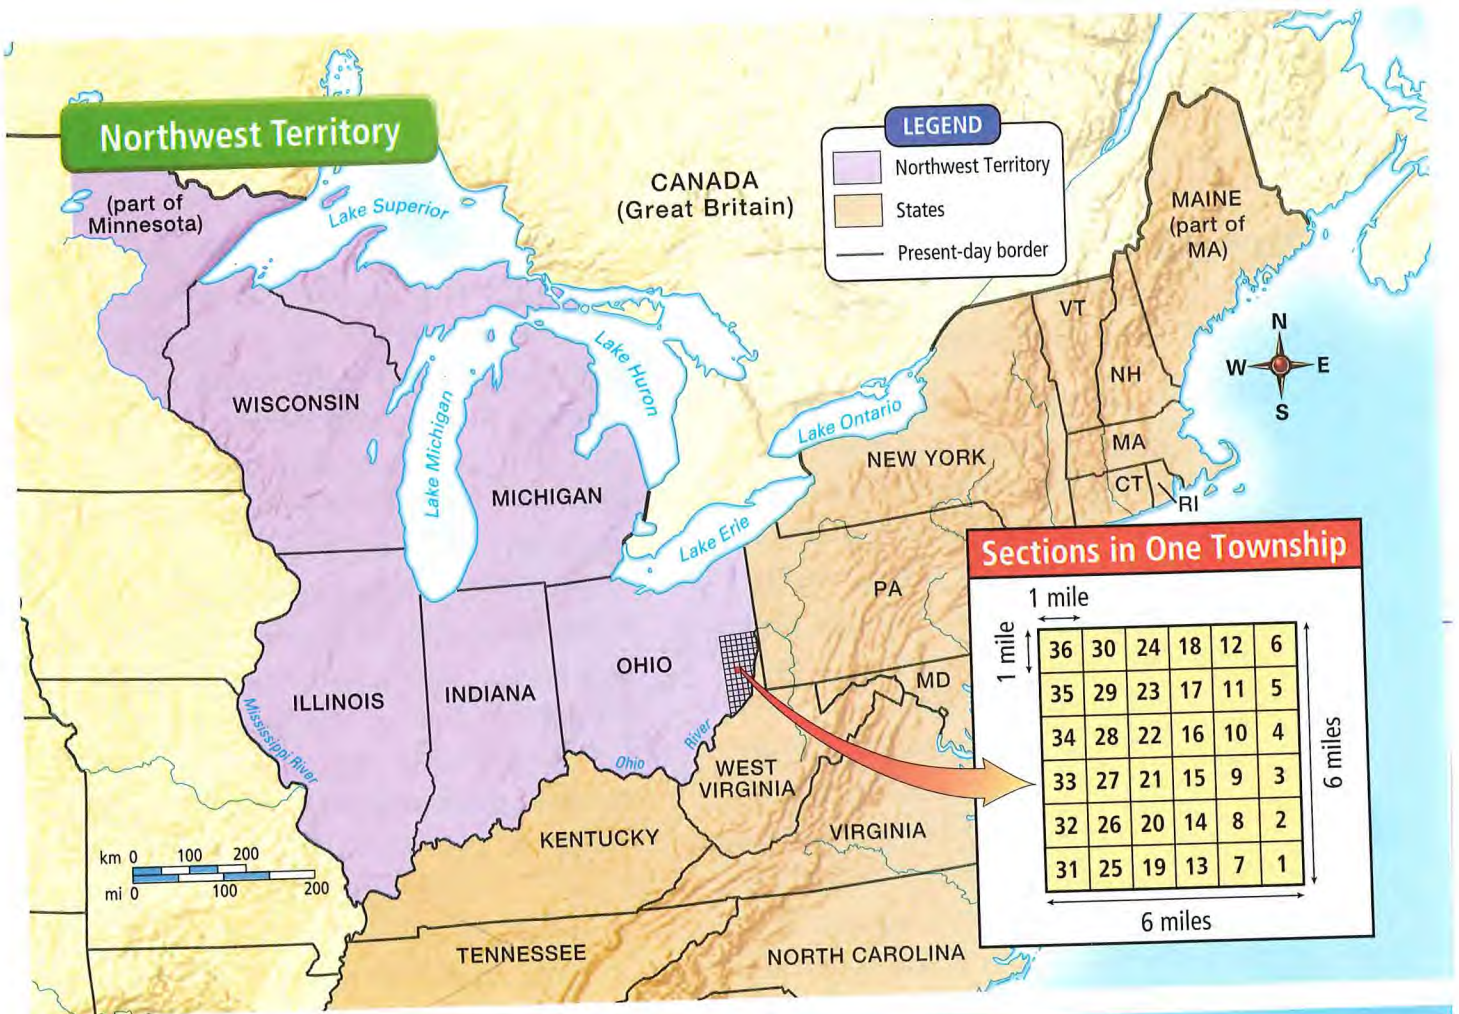 Northwest Territory
(part of
Minnesota)
Lake Superior
CANADA
(Great Britain)
LEGEND
Northwest Territory
States
Present-day border
MAINE
(part of
MA)
VT
NH
N
W
E
S
WISCONSIN
Lake Michigan
Lake Huron
MICHIGAN
Lake Ontario
NEW YORK
MA
CT
RI
Lake Erie
PA
ILLINOIS
INDIANA
OHIO
MD
Mississippi River
Ohio
River
WEST
VIRGINIA
VIRGINIA
KENTUCKY
km 0 100 200
mi 0 100 200
TENNESSEE
NORTH CAROLINA
Sections in One Township
1 mile
1 mile
36 30 24 18 12 6
35 29 23 17 11 5
34 28 22 16 10 4
33 27 21 15 9 3
32 26 20 14 8 2
31 25 19 13 7 1
6 miles
6 miles